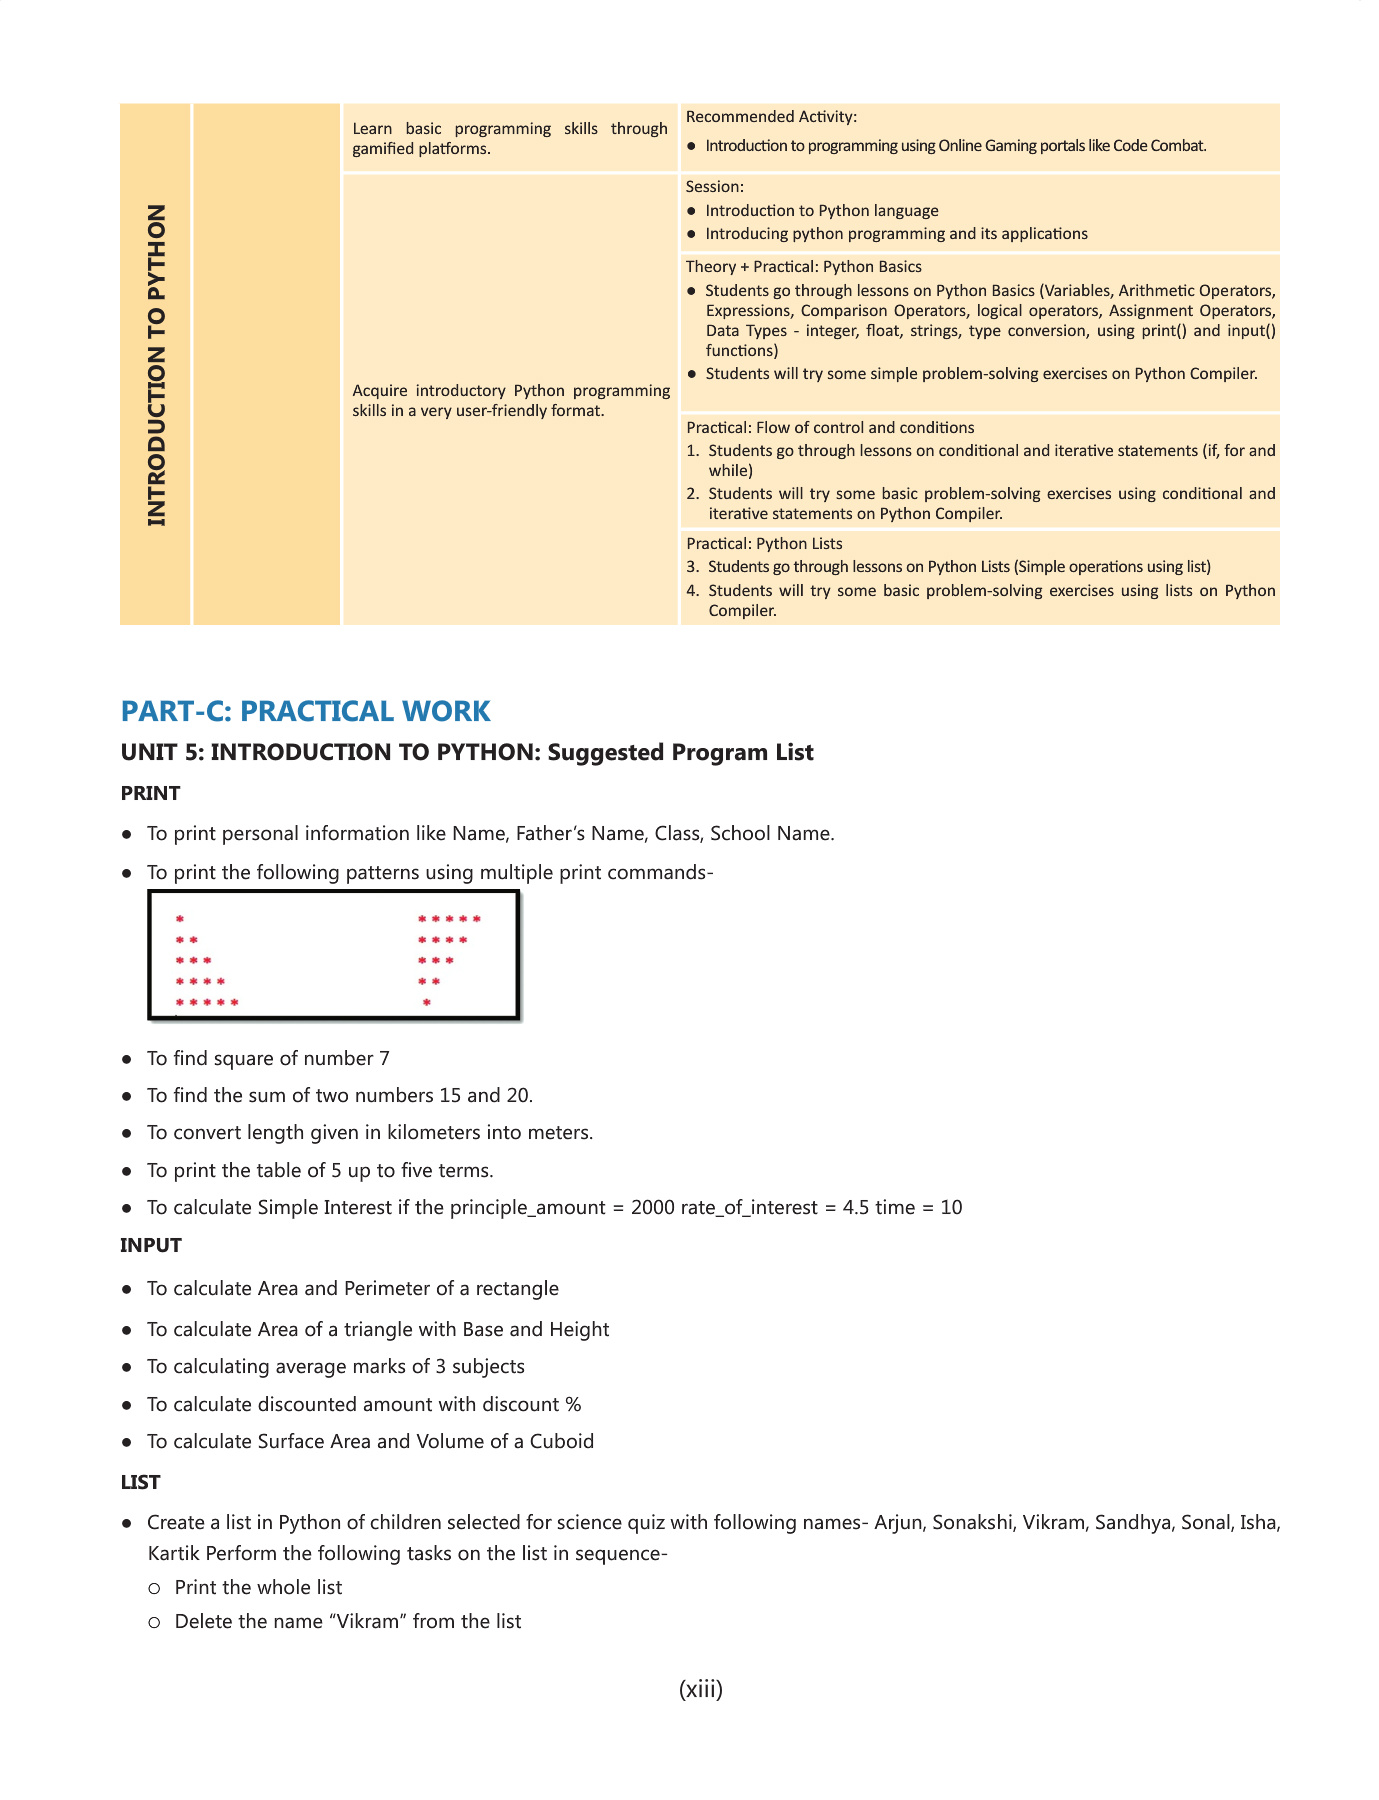 INTRODUCTION TO PYTHON
Learn basic programming skills through
gamified platforms.
Recommended Activity:
● Introduction to programming using Online Gaming portals like Code Combat.
Acquire introductory Python programming
skills in a very user-friendly format.
Session:
● Introduction to Python language
● Introducing python programming and its applications
Theory + Practical: Python Basics
● Students go through lessons on Python Basics (Variables, Arithmetic Operators,
Expressions, Comparison Operators, logical operators, Assignment Operators,
Data Types - integer, float, strings, type conversion, using print() and input()
functions)
● Students will try some simple problem-solving exercises on Python Compiler.
Practical: Flow of control and conditions
1. Students go through lessons on conditional and iterative statements (if, for and
while)
2. Students will try some basic problem-solving exercises using conditional and
iterative statements on Python Compiler.
Practical: Python Lists
3. Students go through lessons on Python Lists (Simple operations using list)
4. Students will try some basic problem-solving exercises using lists on Python
Compiler.
PART-C: PRACTICAL WORK
UNIT 5: INTRODUCTION TO PYTHON: Suggested Program List
PRINT
● To print personal information like Name, Father’s Name, Class, School Name.
● To print the following patterns using multiple print commands-
* * * * * *
* * * * * *
* * * * * *
* * * * * *
* * * * * *
● To find square of number 7
● To find the sum of two numbers 15 and 20.
● To convert length given in kilometers into meters.
● To print the table of 5 up to five terms.
● To calculate Simple Interest if the principle_amount = 2000 rate_of_interest = 4.5 time = 10
INPUT
● To calculate Area and Perimeter of a rectangle
● To calculate Area of a triangle with Base and Height
● To calculating average marks of 3 subjects
● To calculate discounted amount with discount %
● To calculate Surface Area and Volume of a Cuboid
LIST
● Create a list in Python of children selected for science quiz with following names- Arjun, Sonakshi, Vikram, Sandhya, Sonal, Isha,
Kartik Perform the following tasks on the list in sequence-
○ Print the whole list
○ Delete the name “Vikram” from the list
(xiii)